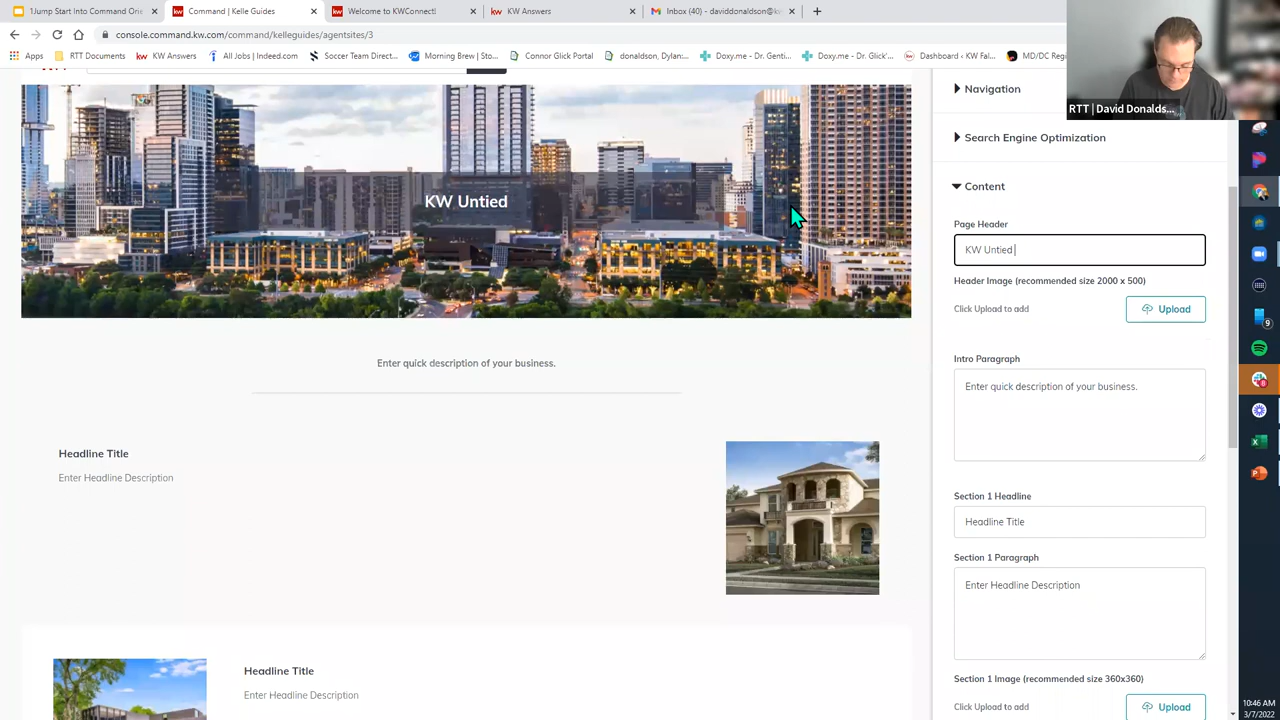 1Jump Start Into Command Orie
Command | Kelle Guides
Welcome to KWConnect!
KW Answers
Inbox (40) - daviddonaldson@kw
console.command.kw.com/command/kelleguides/agentsites/3
Apps
RTT Documents
KW Answers
All Jobs | Indeed.com
Soccer Team Direct...
Morning Brew | Sto...
Connor Glick Portal
donaldson, Dylan:...
Doxy.me - Dr. Genti...
Doxy.me - Dr. Glick'...
Dashboard ‹ KW Fal...
MD/DC Reg
RTT | David Donalds...
KW Untied
Enter quick description of your business.
Headline Title
Enter Headline Description
Headline Title
Enter Headline Description
Navigation
Search Engine Optimization
Content
Page Header
KW Untied
Header Image (recommended size 2000 x 500)
Click Upload to add
Upload
Intro Paragraph
Enter quick description of your business.
Section 1 Headline
Headline Title
Section 1 Paragraph
Enter Headline Description
Section 1 Image (recommended size 360x360)
Click Upload to add
Upload
9
10:46 AM
3/7/2022